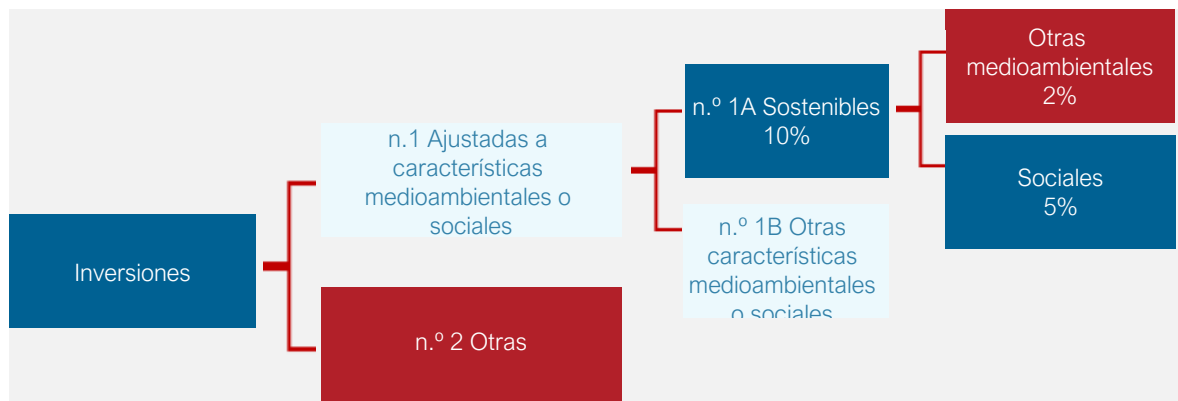 Inversiones
n.1 Ajustadas a
características
medioambientales o
sociales
n.º 2 Otras
n.º 1A Sostenibles
10%
n.º 1B Otras
características
medioambientales
o sociales
Otras
medioambientales
2%
Sociales
5%